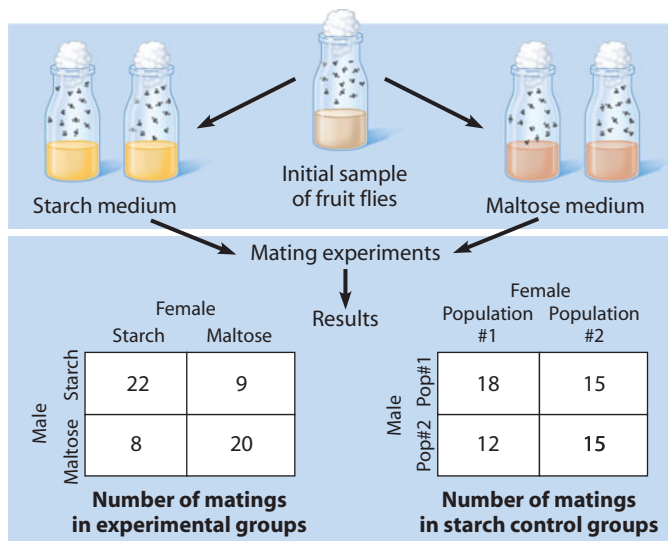 Initial sample
of fruit flies
Starch medium
Maltose medium
Mating experiments
Results
Female
Starch Maltose
Male
Starch
22 9
Maltose
8 20
Number of matings
in experimental groups
Female
Population Population
#1 #2
Male
Pop#1
18 15
Pop#2
12 15
Number of matings
in starch control groups